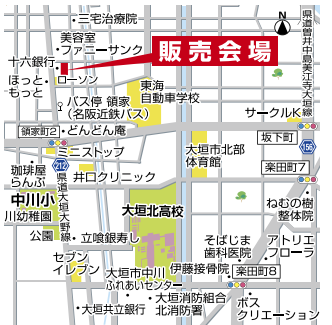 三宅治療院
N
美容室
ファニーサンク
販売会場
十六銀行
ほっと
もっと
ローソン
東海
自動車学校
バス停 領家
(名阪近鉄バス)
サークルK
県道曽井中島美江寺大垣線
領家町2
どんどん庵
坂下町
156
ミニストップ
大垣市北部
体育館
楽田町7
212
珈琲屋
らんぷ
井口クリニック
県道大垣大野線
中川小
川幼稚園
大垣北高校
ねむの樹
整体院
公園
立喰銀寿し
そばじま
歯科医院
アトリエ
フローラ
セブン
イレブン
大垣市中川
ふれあいセンター
伊藤接骨院
楽田町8
大垣共立銀行
大垣消防組合
北消防署
ボス
クリエーション